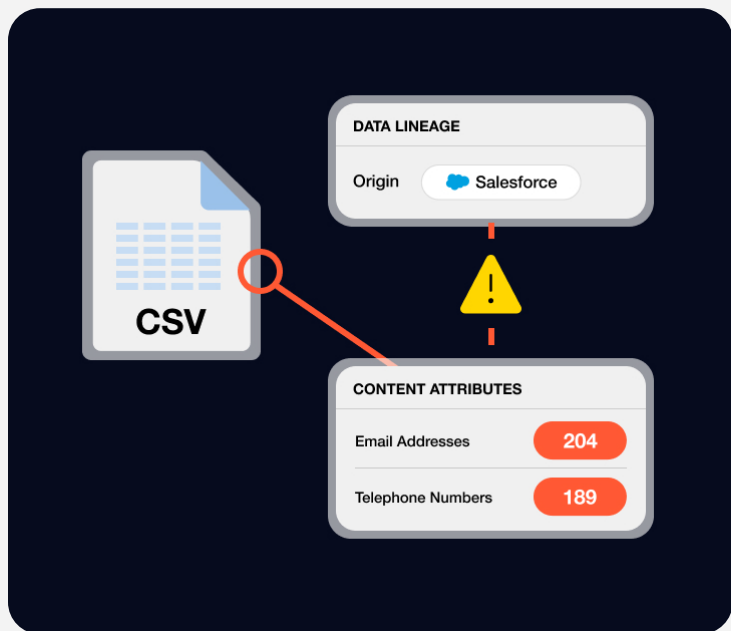 DATA LINEAGE
Origin Salesforce
CSV
!
CONTENT ATTRIBUTES
Email Addresses 204
Telephone Numbers 189